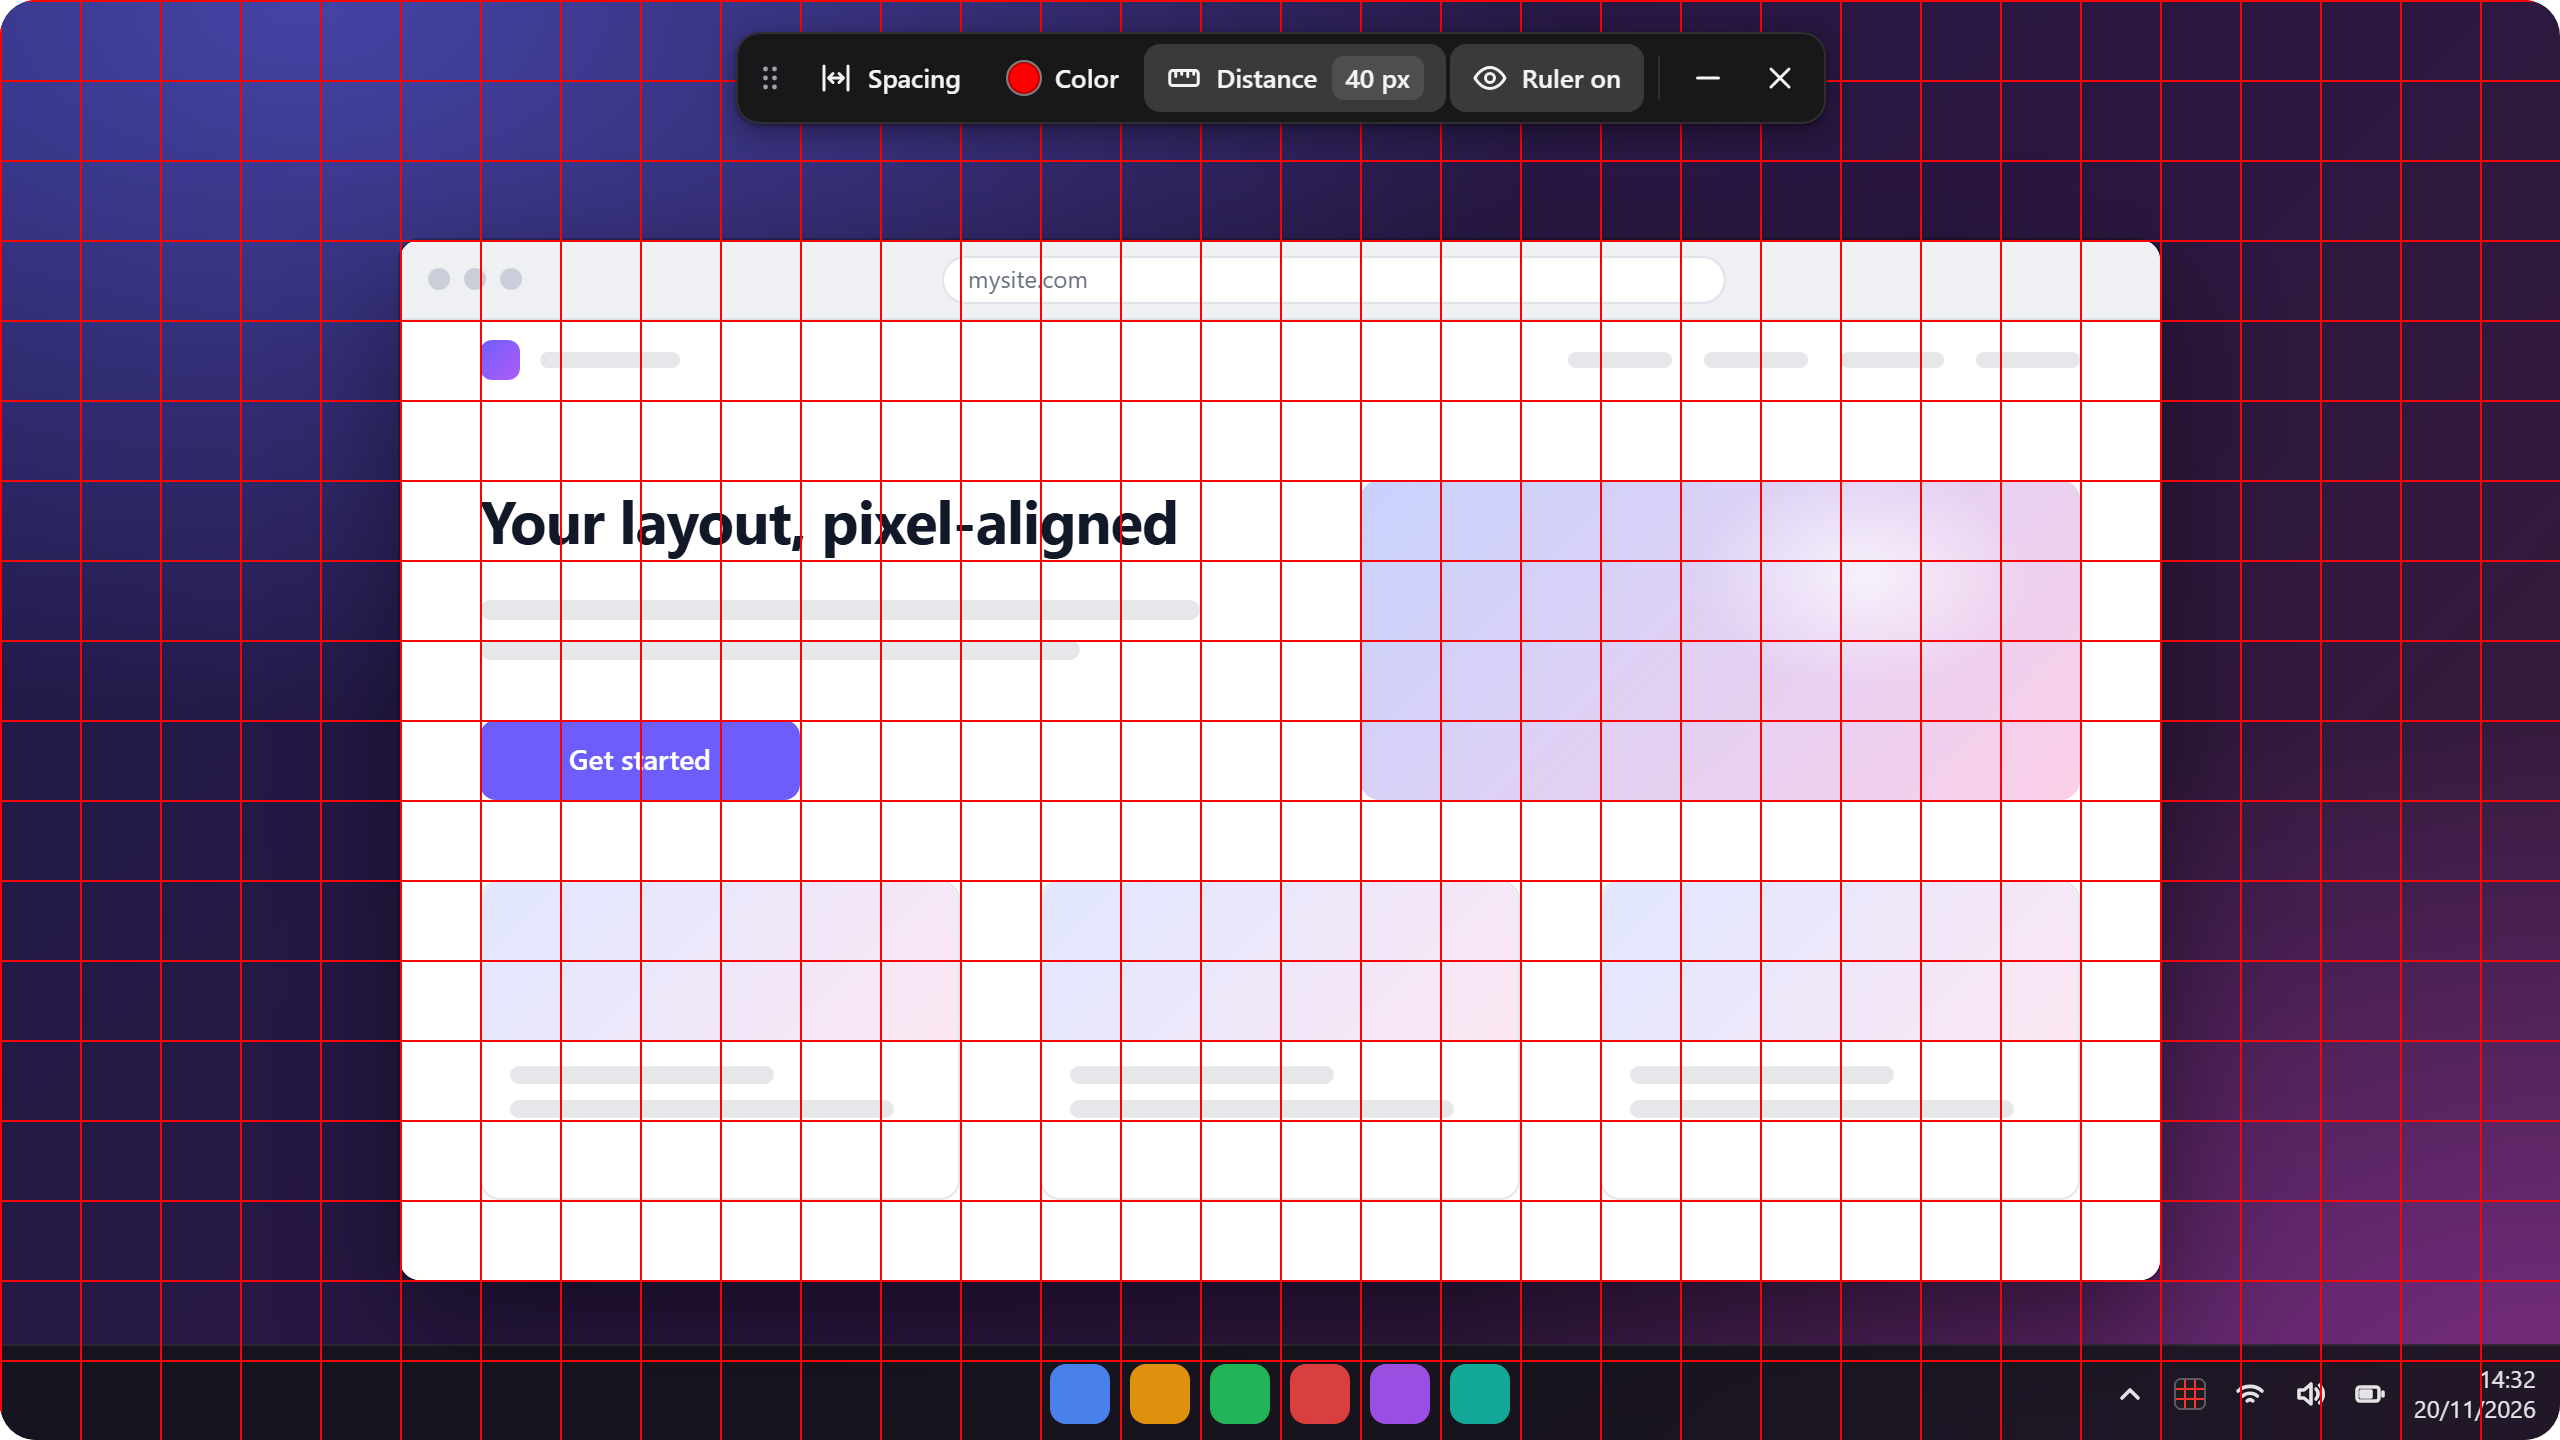 Spacing
Color
Distance
40 px
Ruler on
mysite.com
Your layout, pixel-aligned
Get started
14:32
20/11/2026